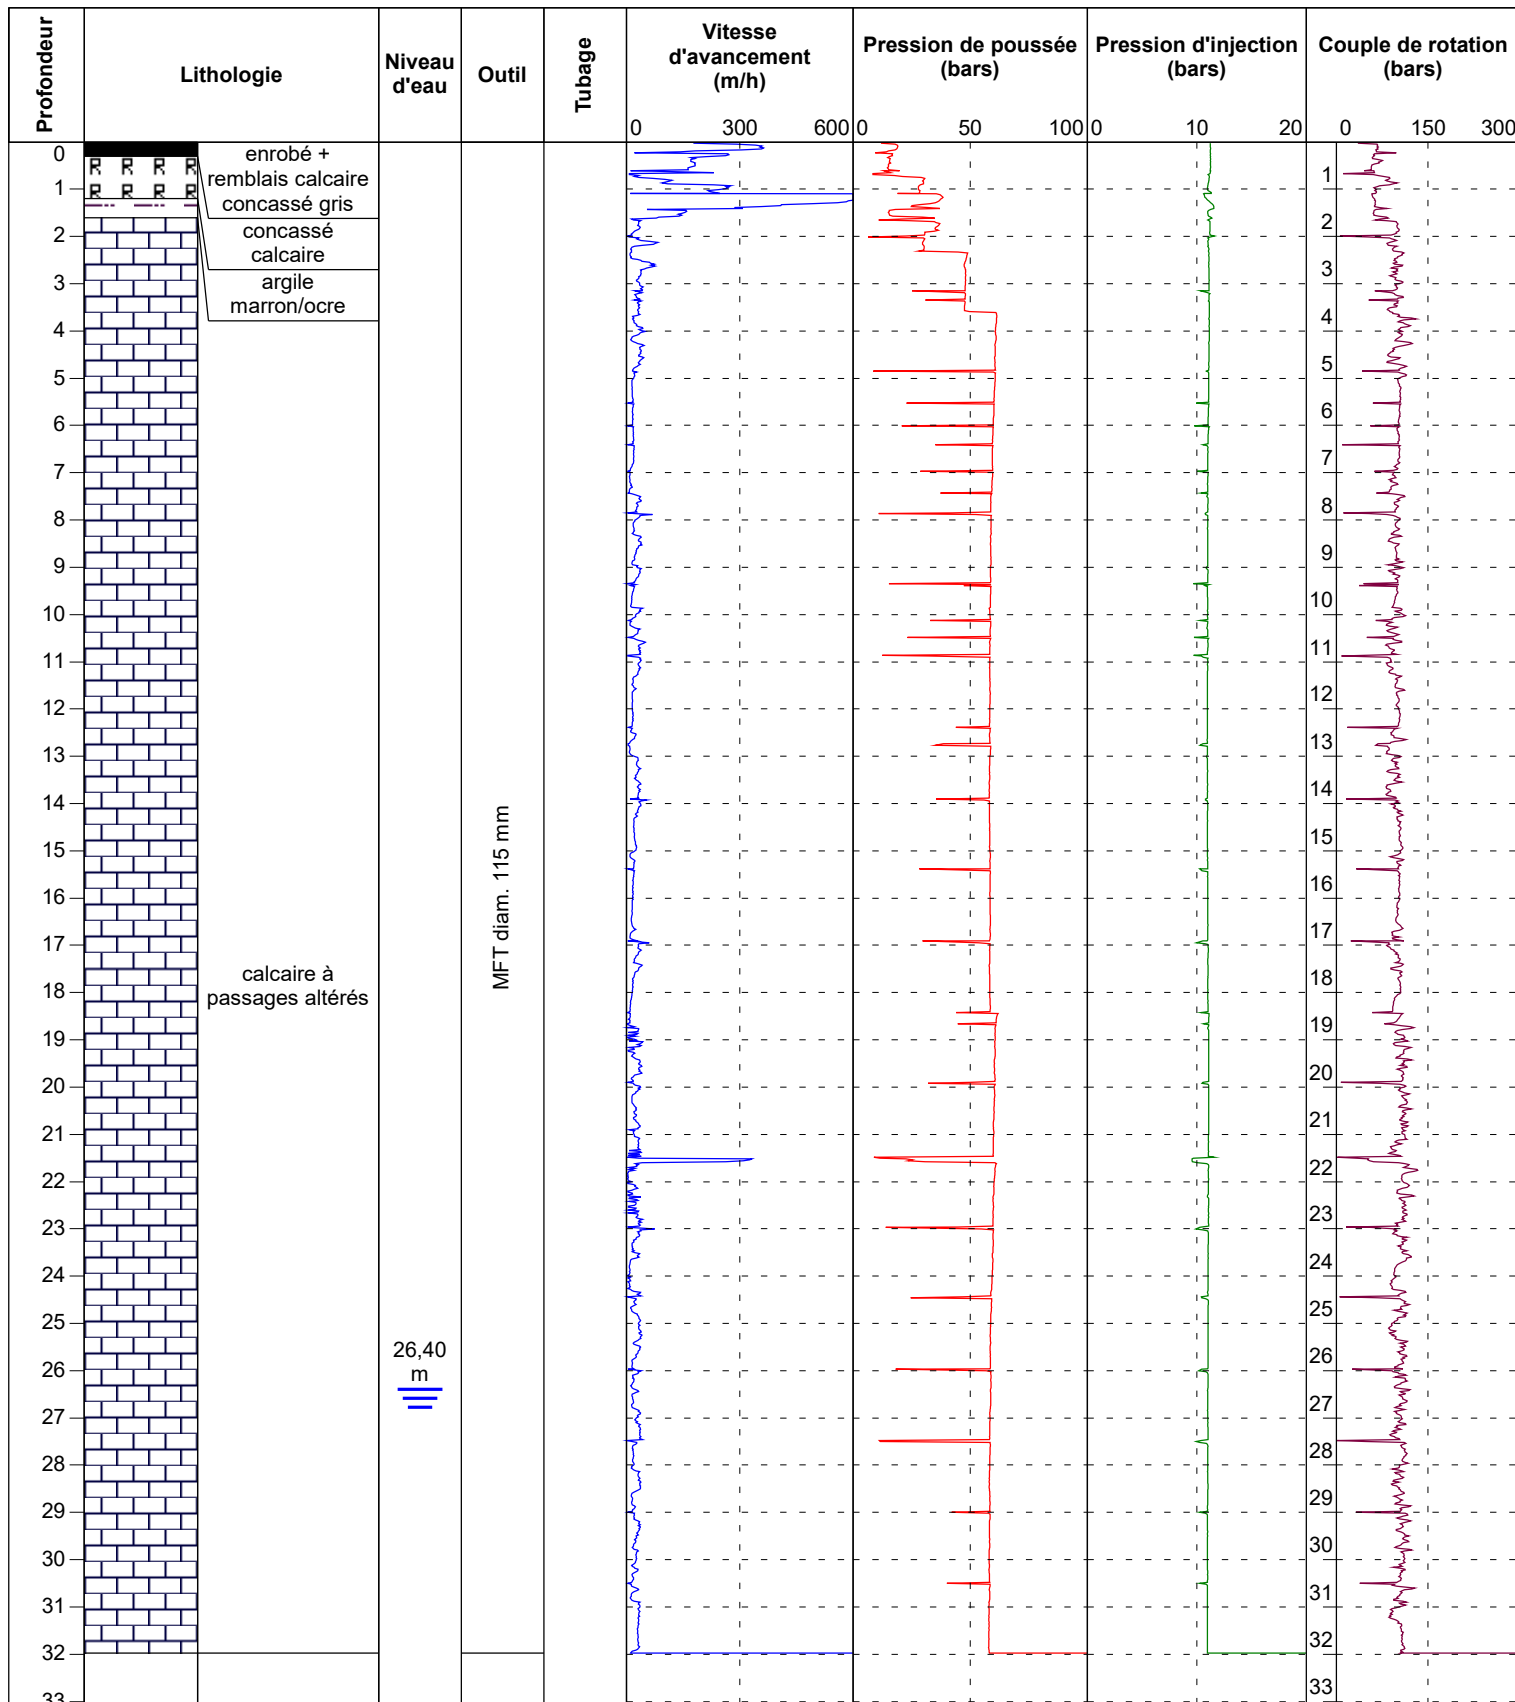 Profondeur
Lithologie
Niveau
d'eau
Outil
Tubage
Vitesse
d'avancement
(m/h)
Pression de poussée
(bars)
Pression d'injection
(bars)
Couple de rotation
(bars)
0 300 600
0 50 100
0 10 20
0 150 300
0
1
2
3
4
5
6
7
8
9
10
11
12
13
14
15
16
17
18
19
20
21
22
23
24
25
26
27
28
29
30
31
32
33
R R R R
R R R R
enrobé +
remblais calcaire
concassé gris
concassé
calcaire
argile
marron/ocre
calcaire à
passages altérés
26,40
m
MFT diam. 115 mm
1
2
3
4
5
6
7
8
9
10
11
12
13
14
15
16
17
18
19
20
21
22
23
24
25
26
27
28
29
30
31
32
33